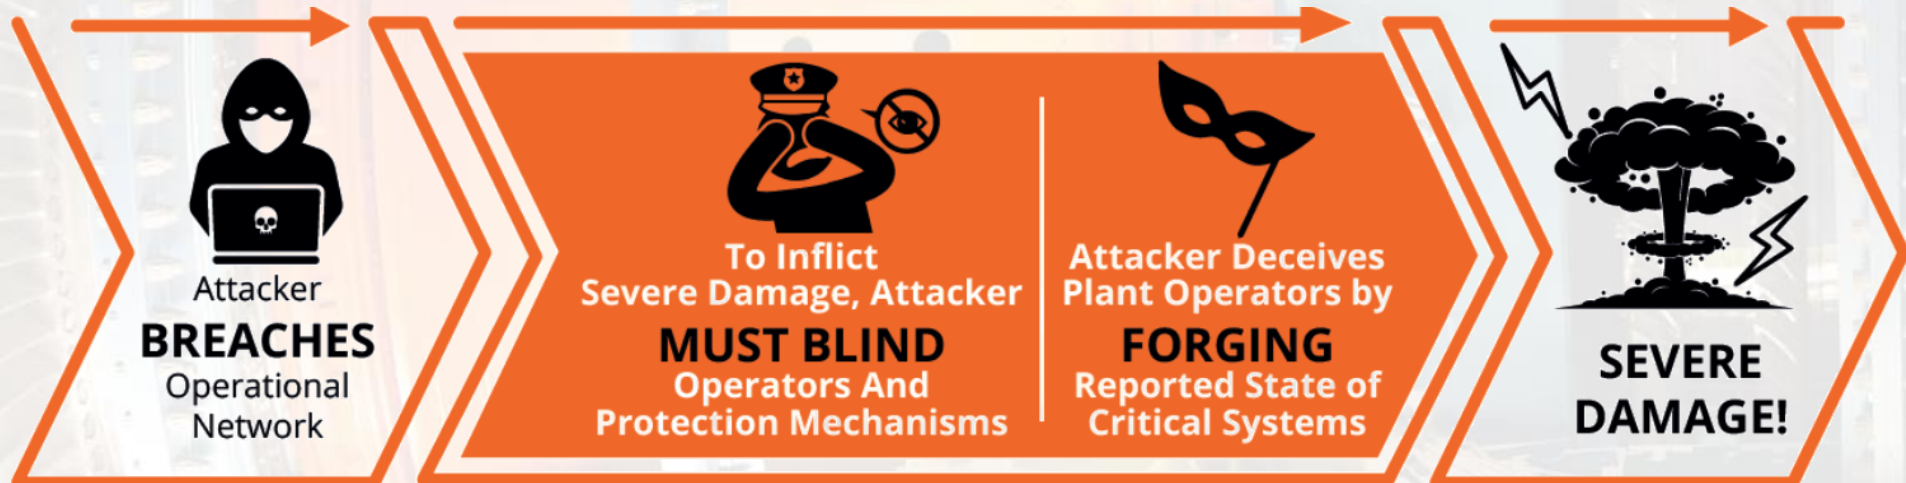 Attacker
BREACHES
Operational
Network
To Inflict
Severe Damage, Attacker
MUST BLIND
Operators And
Protection Mechanisms
Attacker Deceives
Plant Operators by
FORGING
Reported State of
Critical Systems
SEVERE
DAMAGE!